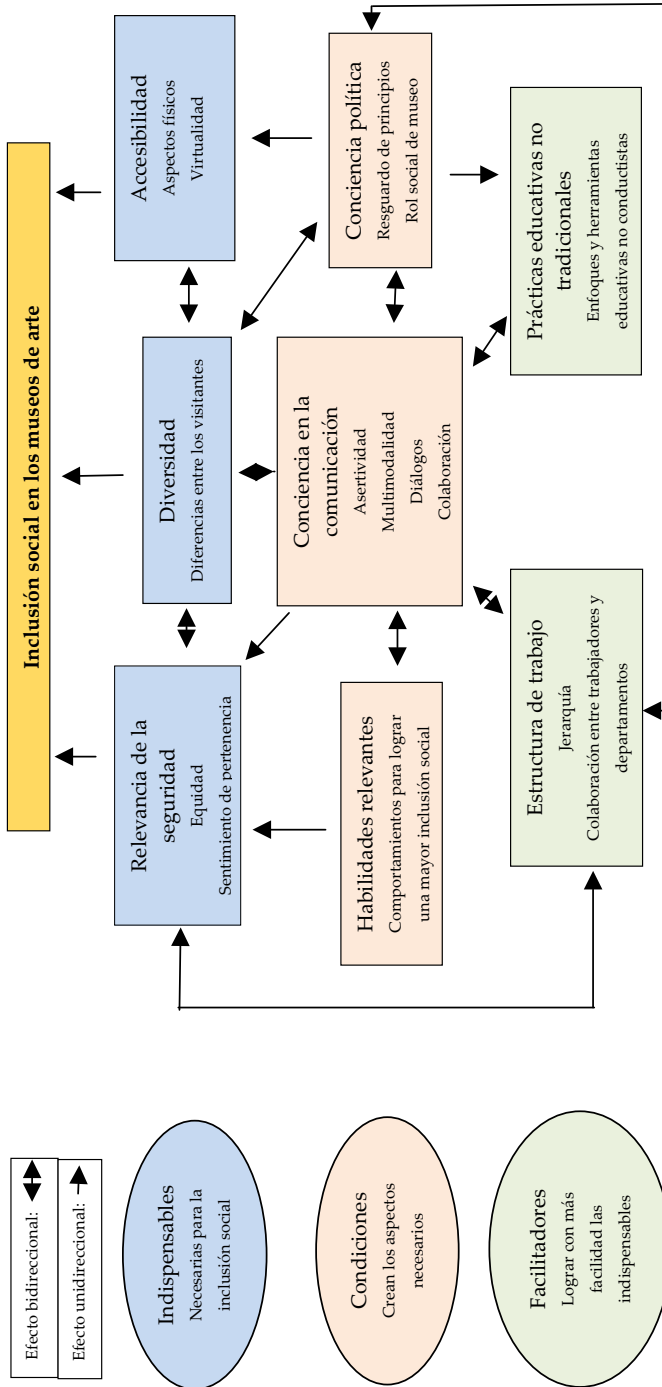 Inclusión social en los museos de arte
Efecto bidireccional:
Efecto unidireccional:
Indispensables
Necesarias para la
inclusión social
Relevancia de la
seguridad
Equidad
Sentimiento de pertenencia
Diversidad
Diferencias entre los visitantes
Accesibilidad
Aspectos físicos
Virtualidad
Condiciones
Crean los aspectos
necesarios
Habilidades relevantes
Comportamientos para lograr
una mayor inclusión social
Conciencia en la
comunicación
Asertividad
Multimodalidad
Diálogos
Colaboración
Conciencia política
Resguardo de principios
Rol social de museo
Facilitadores
Lograr con más
facilidad las
indispensables
Estructura de trabajo
Jerarquía
Colaboración entre trabajadores y
departamentos
Prácticas educativas no
tradicionales
Enfoques y herramientas
educativas no conductistas